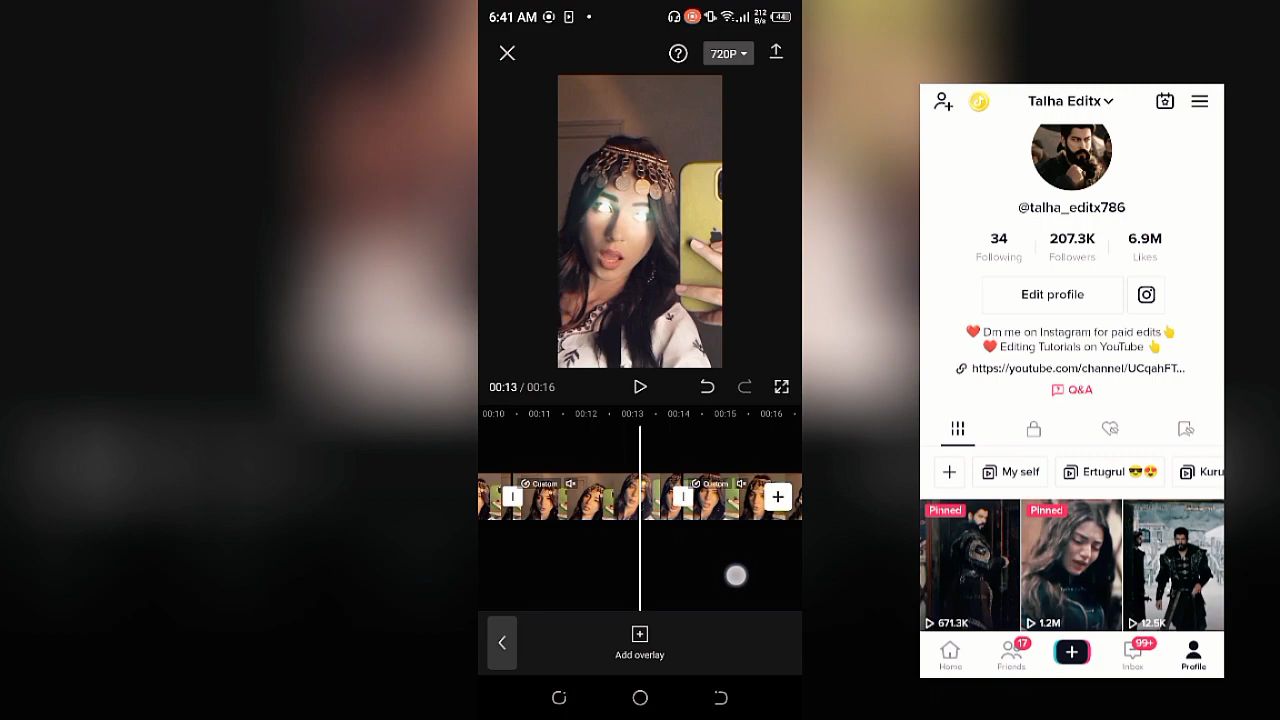 6:41 AM
212 B/s
44
720P
00:13 / 00:16
00:10
00:11
00:12
00:13
00:14
00:15
00:16
Custom
Custom
Add overlay
Talha Editx
@talha_editx786
34
207.3K
6.9M
Following
Followers
Likes
Edit profile
❤️ Dm me on Instagram for paid edits👆
❤️ Editing Tutorials on YouTube 👆
https://youtube.com/channel/UCqahFT...
Q&A
My self
Ertugrul 😎😍
Kuru
Pinned
Pinned
671.3K
1.2M
12.5K
17
99+
Home
Friends
Inbox
Profile